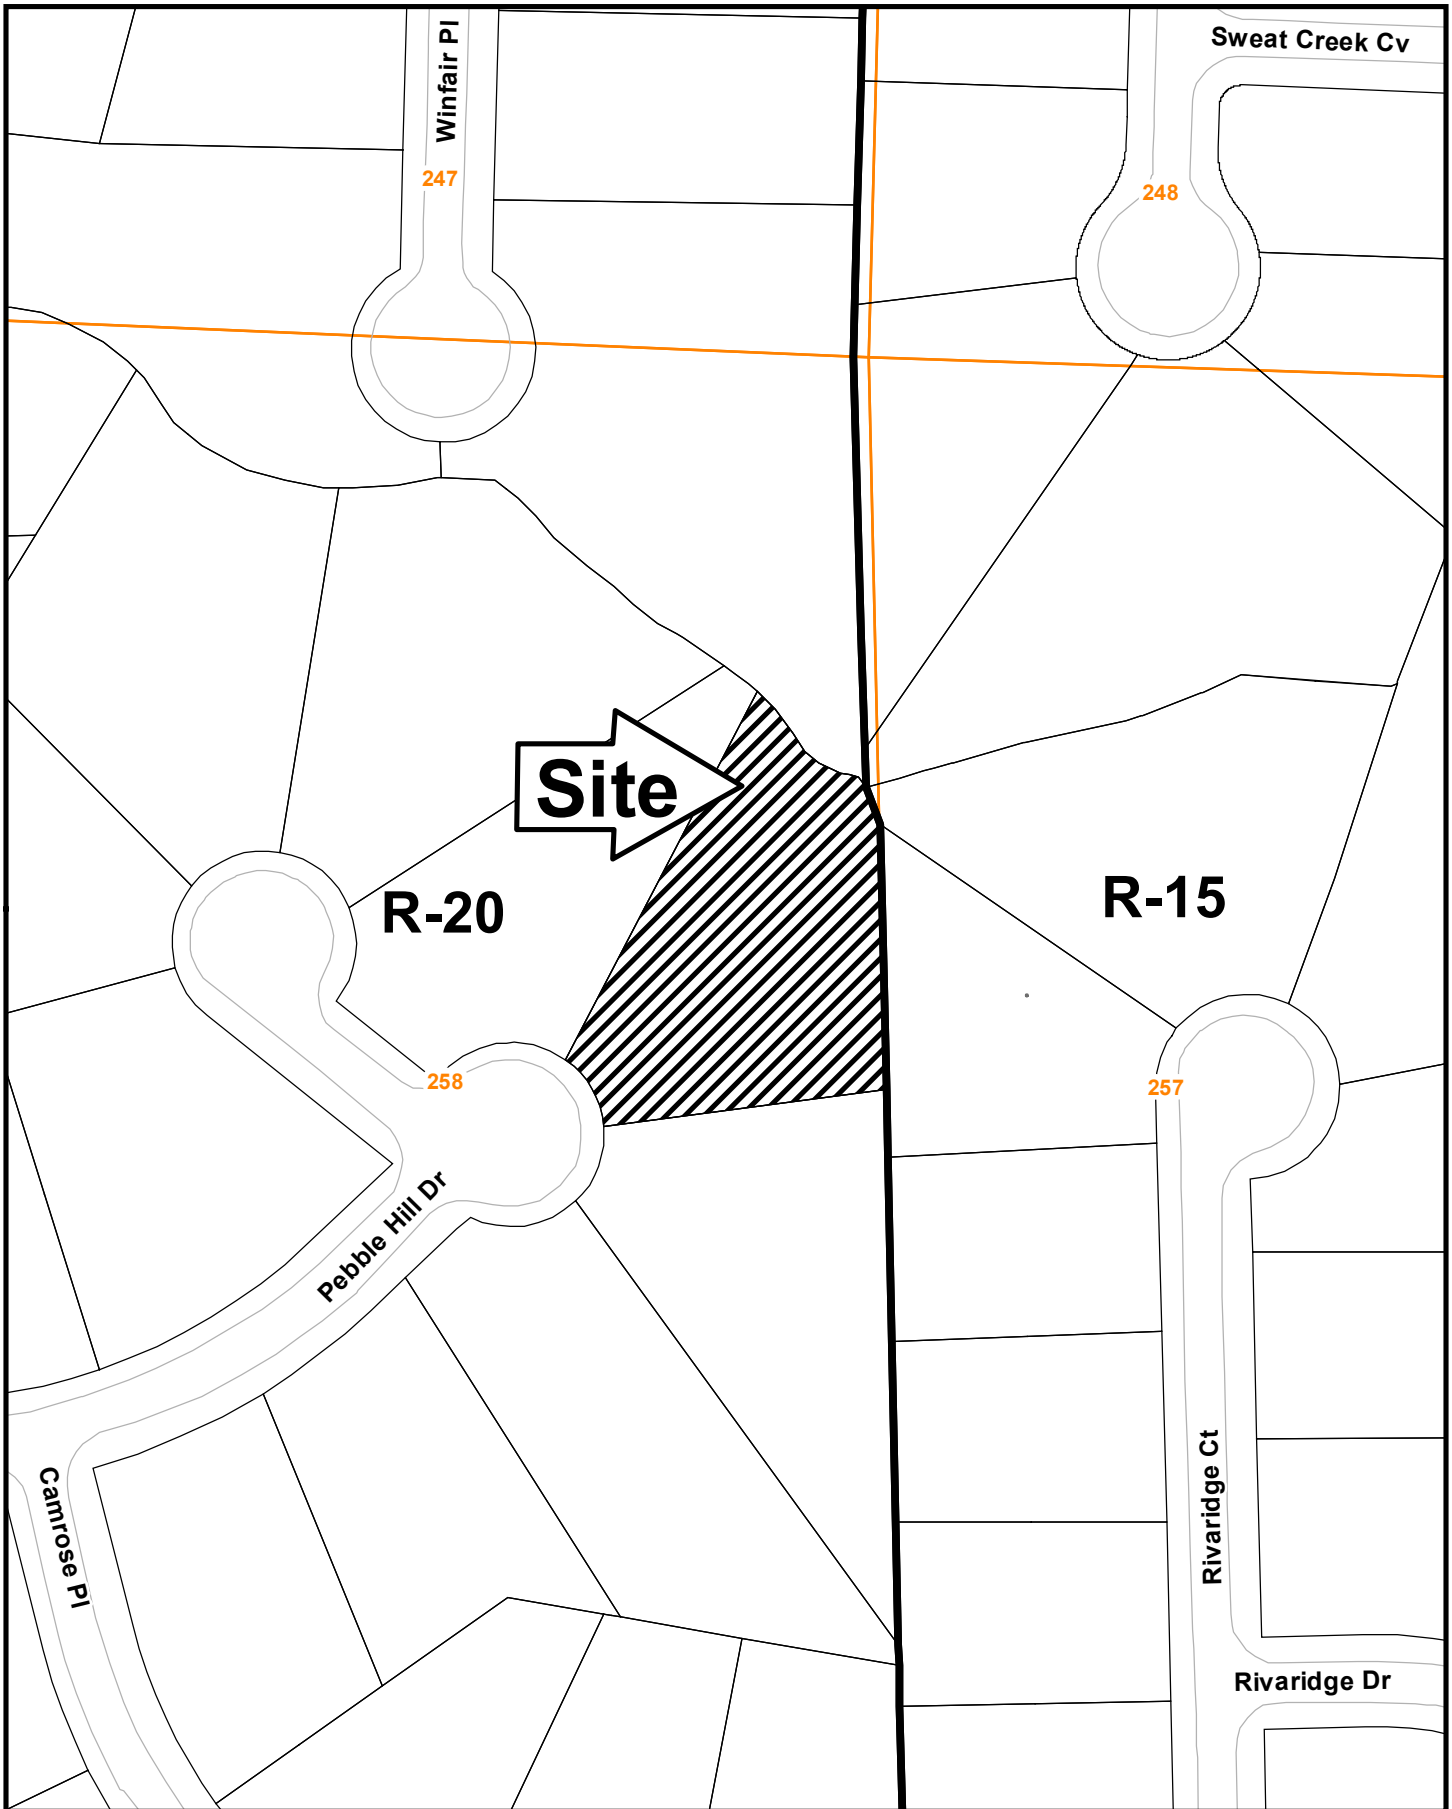 Sweat Creek Cv
Winfair Pl
247
248
Site
R-20
R-15
258
257
Pebble Hill Dr
Camrose Pl
Rivaridge Ct
Rivaridge Dr